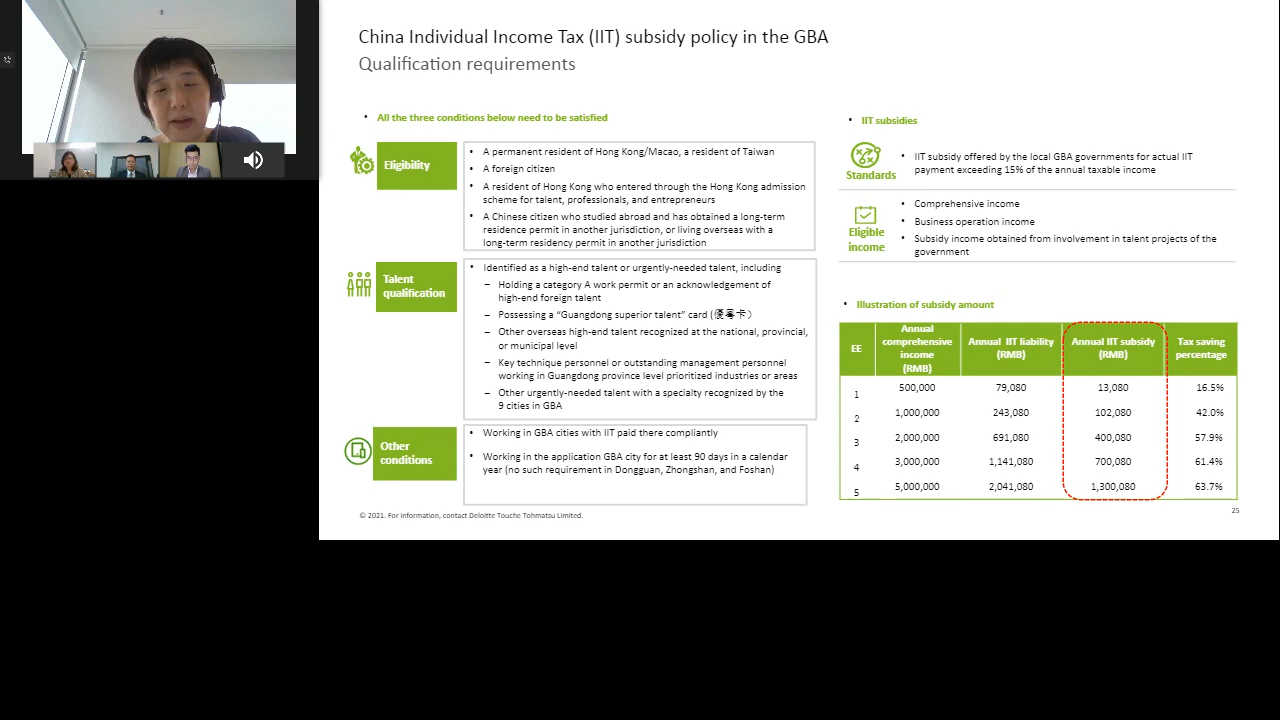 China Individual Income Tax (IIT) subsidy policy in the GBA
Qualification requirements
• All the three conditions below need to be satisfied
Eligibility
• A permanent resident of Hong Kong/Macao, a resident of Taiwan
• A foreign citizen
• A resident of Hong Kong who entered through the Hong Kong admission
scheme for talent, professionals, and entrepreneurs
• A Chinese citizen who studied abroad and has obtained a long-term
residence permit in another jurisdiction, or living overseas with a
long-term residency permit in another jurisdiction
Talent
qualification
• Identified as a high-end talent or urgently-needed talent, including
– Holding a category A work permit or an acknowledgement of
high-end foreign talent
– Possessing a “Guangdong superior talent” card (優粵卡)
– Other overseas high-end talent recognized at the national, provincial,
or municipal level
– Key technique personnel or outstanding management personnel
working in Guangdong province level prioritized industries or areas
– Other urgently-needed talent with a specialty recognized by the
9 cities in GBA
Other
conditions
• Working in GBA cities with IIT paid there compliantly
• Working in the application GBA city for at least 90 days in a calendar
year (no such requirement in Dongguan, Zhongshan, and Foshan)
• IIT subsidies
Standards
• IIT subsidy offered by the local GBA governments for actual IIT
payment exceeding 15% of the annual taxable income
Eligible
income
• Comprehensive income
• Business operation income
• Subsidy income obtained from involvement in talent projects of the
government
• Illustration of subsidy amount
EE
Annual
comprehensive
income
(RMB)
Annual IIT liability
(RMB)
Annual IIT subsidy
(RMB)
Tax saving
percentage
1 500,000 79,080 13,080 16.5%
2 1,000,000 243,080 102,080 42.0%
3 2,000,000 691,080 400,080 57.9%
4 3,000,000 1,141,080 700,080 61.4%
5 5,000,000 2,041,080 1,300,080 63.7%
© 2021. For information, contact Deloitte Touche Tohmatsu Limited.
25